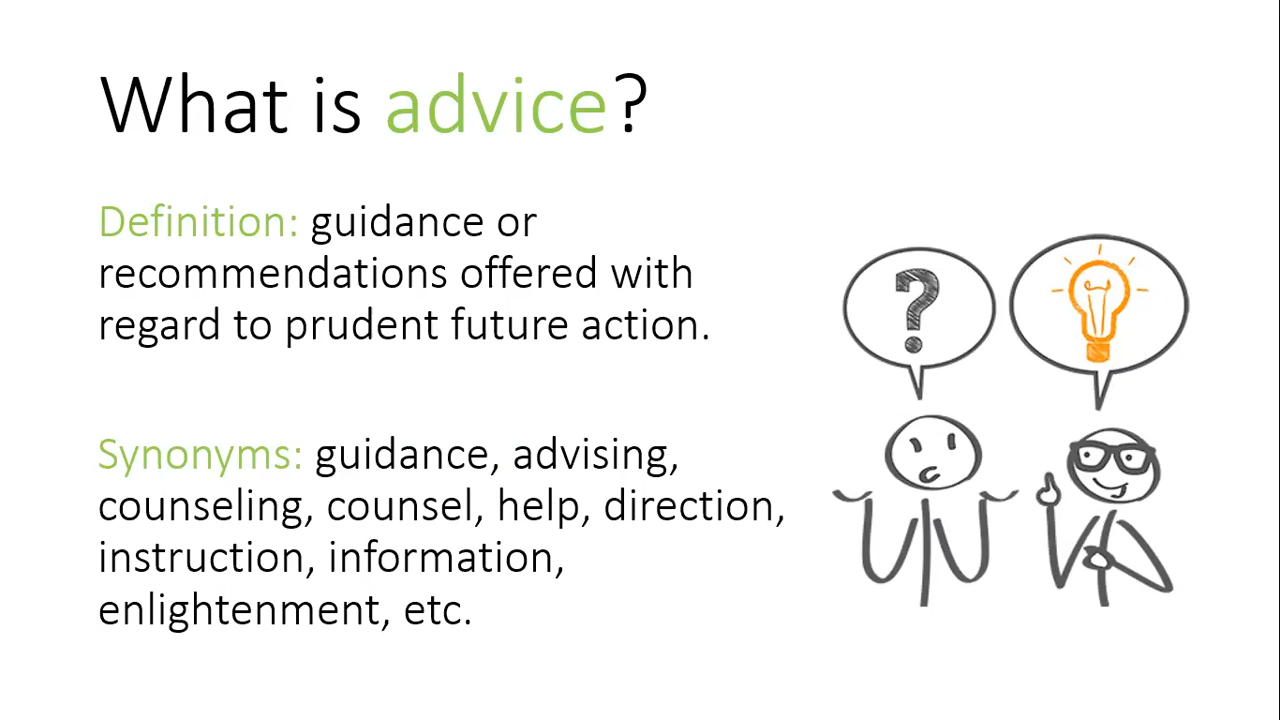 What is advice?
Definition: guidance or
recommendations offered with
regard to prudent future action.
Synonyms: guidance, advising,
counseling, counsel, help, direction,
instruction, information,
enlightenment, etc.
?